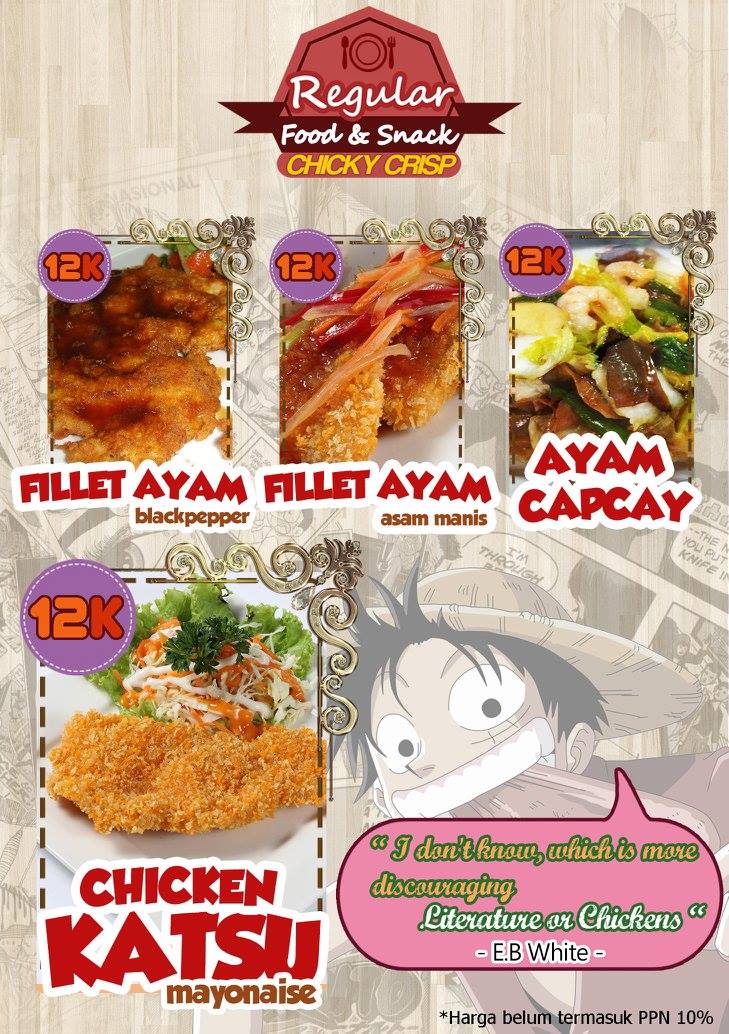 Regular
Food & Snack
CHICKY CRISP
12K
12K
12K
FILLET AYAM
blackpepper
FILLET AYAM
asam manis
AYAM
CAPCAY
12K
I'M
THROUGH
CHICKEN
KATSU
mayonaise
“ I don't know, which is more
discouraging
Literature or Chickens “
- E.B White -
*Harga belum termasuk PPN 10%